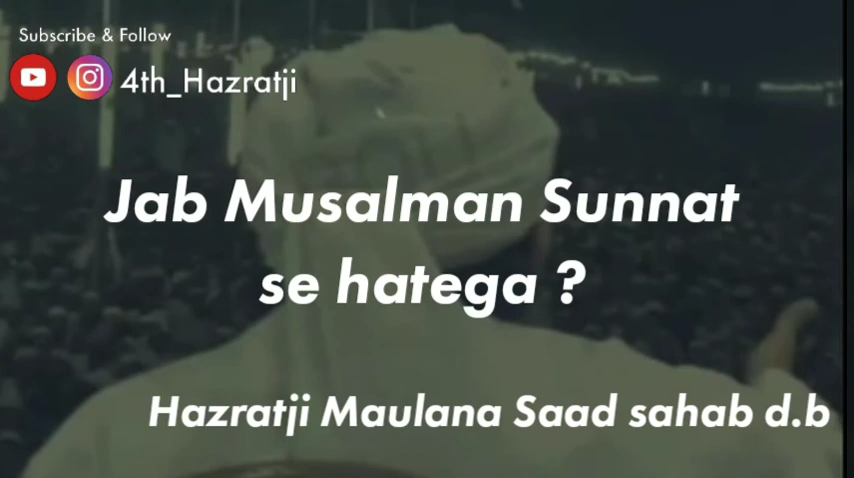 Subscribe & Follow
4th_Hazratji
Jab Musalman Sunnat
se hatega ?
Hazratji Maulana Saad sahab d.b